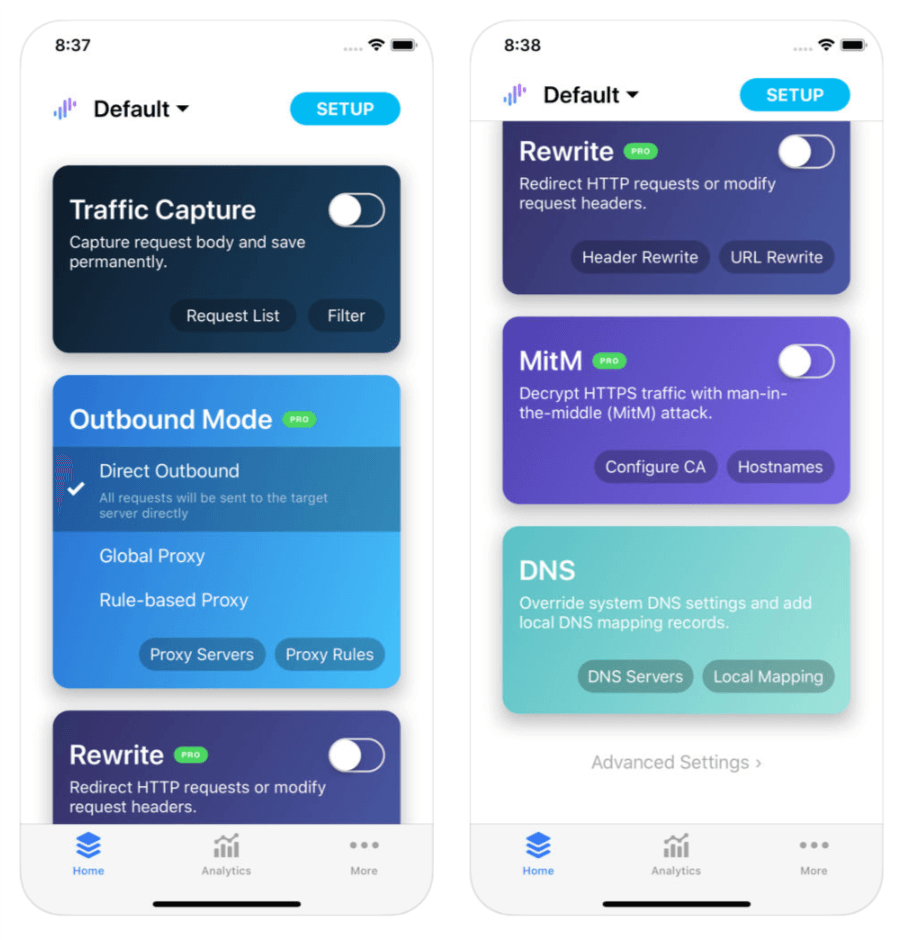 8:37
Default
SETUP
Traffic Capture
Capture request body and save
permanently.
Request List
Filter
Outbound Mode PRO
Direct Outbound
All requests will be sent to the target
server directly
Global Proxy
Rule-based Proxy
Proxy Servers
Proxy Rules
Rewrite PRO
Redirect HTTP requests or modify
request headers.
Home
Analytics
More
8:38
Default
SETUP
Rewrite PRO
Redirect HTTP requests or modify
request headers.
Header Rewrite
URL Rewrite
MitM PRO
Decrypt HTTPS traffic with man-in-
the-middle (MitM) attack.
Configure CA
Hostnames
DNS
Override system DNS settings and add
local DNS mapping records.
DNS Servers
Local Mapping
Advanced Settings ›
Home
Analytics
More